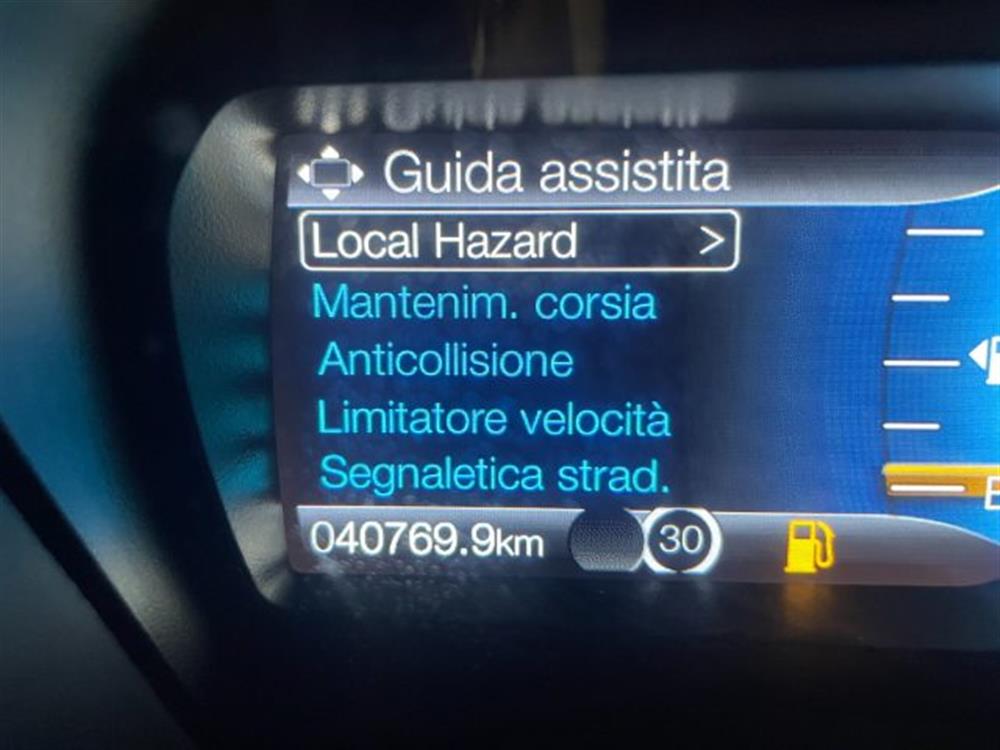 Guida assistita
Local Hazard >
Mantenim. corsia
Anticollisione
Limitatore velocità
Segnaletica strad.
040769.9km 30
E